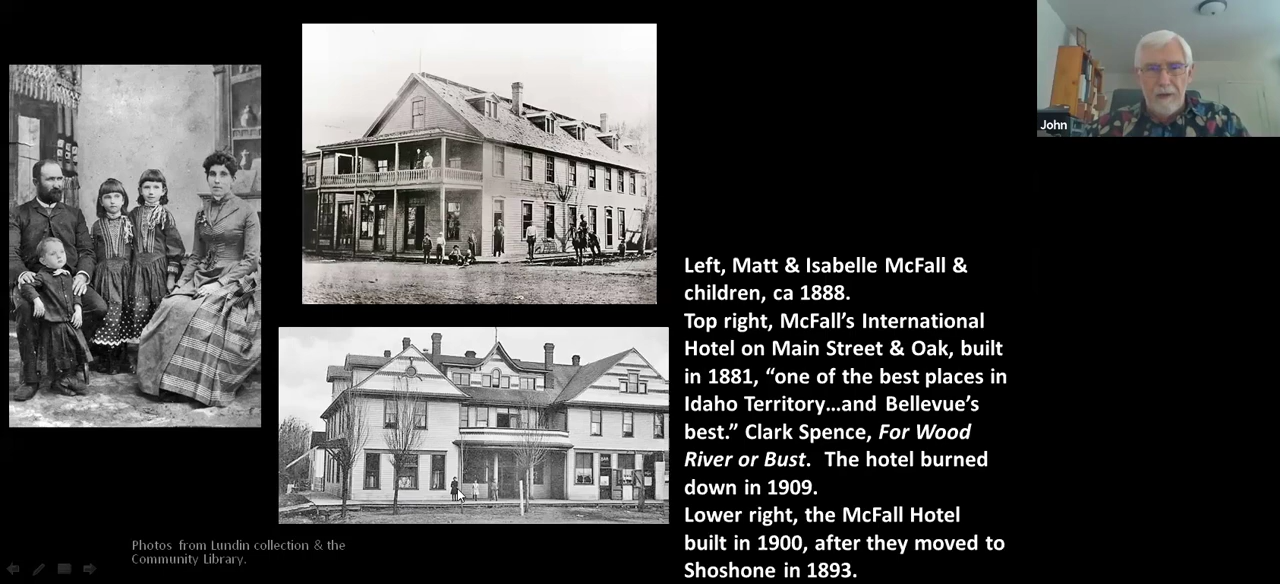 John
Left, Matt & Isabelle McFall &
children, ca 1888.
Top right, McFall’s International
Hotel on Main Street & Oak, built
in 1881, “one of the best places in
Idaho Territory…and Bellevue’s
best.” Clark Spence, For Wood
River or Bust.  The hotel burned
down in 1909.
Lower right, the McFall Hotel
built in 1900, after they moved to
Shoshone in 1893.
Photos from Lundin collection & the
Community Library.